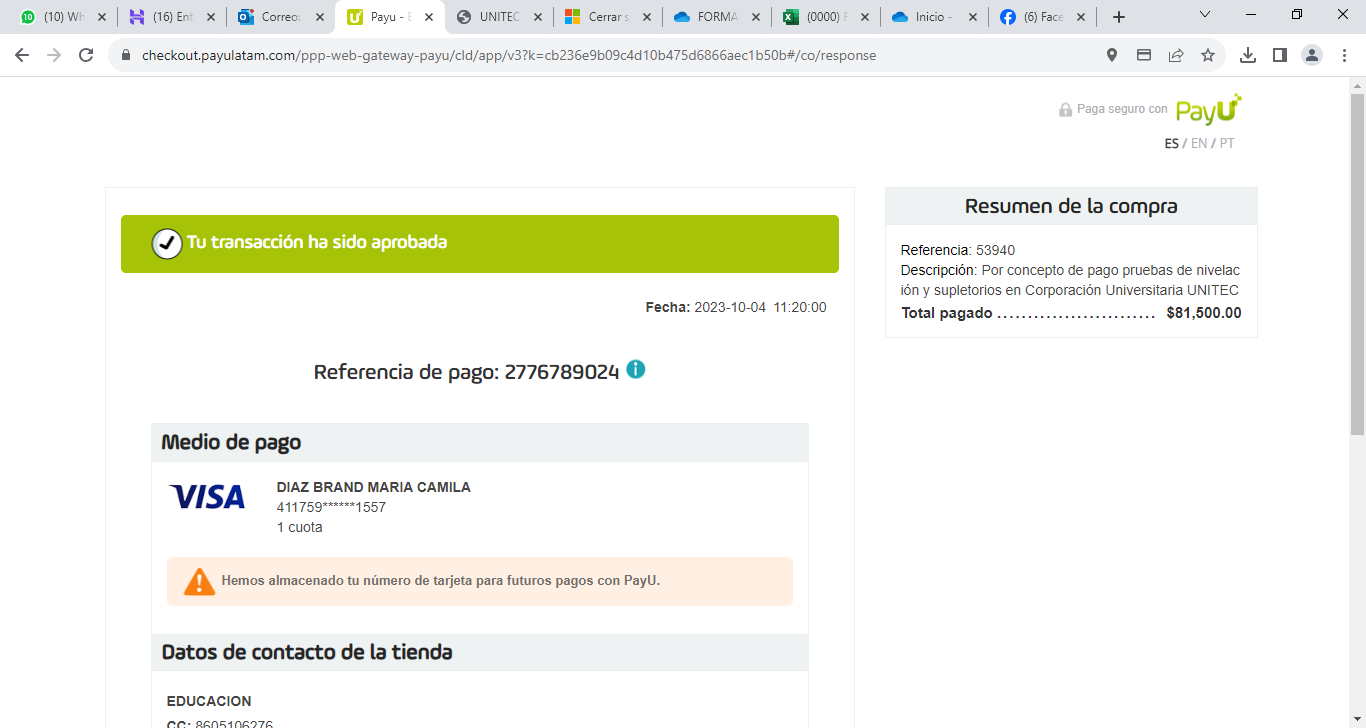 (10) Wh
(16) Ent
Correo:
Payu - E
UNITEC
Cerrar s
FORMA
(0000) F
Inicio -
(6) Face
checkout.payulatam.com/ppp-web-gateway-payu/cld/app/v3?k=cb236e9b09c4d10b475d6866aec1b50b#/co/response
Paga seguro con PayU
ES / EN / PT
Tu transacción ha sido aprobada
Fecha: 2023-10-04 11:20:00
Referencia de pago: 2776789024
Medio de pago
VISA
DIAZ BRAND MARIA CAMILA
411759******1557
1 cuota
Hemos almacenado tu número de tarjeta para futuros pagos con PayU.
Datos de contacto de la tienda
EDUCACION
CC: 8605106276
Resumen de la compra
Referencia: 53940
Descripción: Por concepto de pago pruebas de nivelac
ión y supletorios en Corporación Universitaria UNITEC
Total pagado .......................... $81,500.00